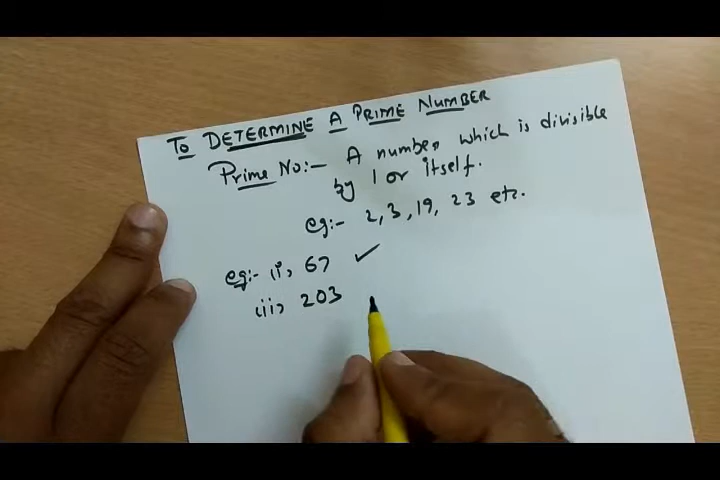 TO DETERMINE A PRIME NUMBER
Prime No:- A number which is divisible
by 1 or itself.
eg:- 2, 3, 19, 23 etc.
eg:- (i) 67 ✓
(ii) 203